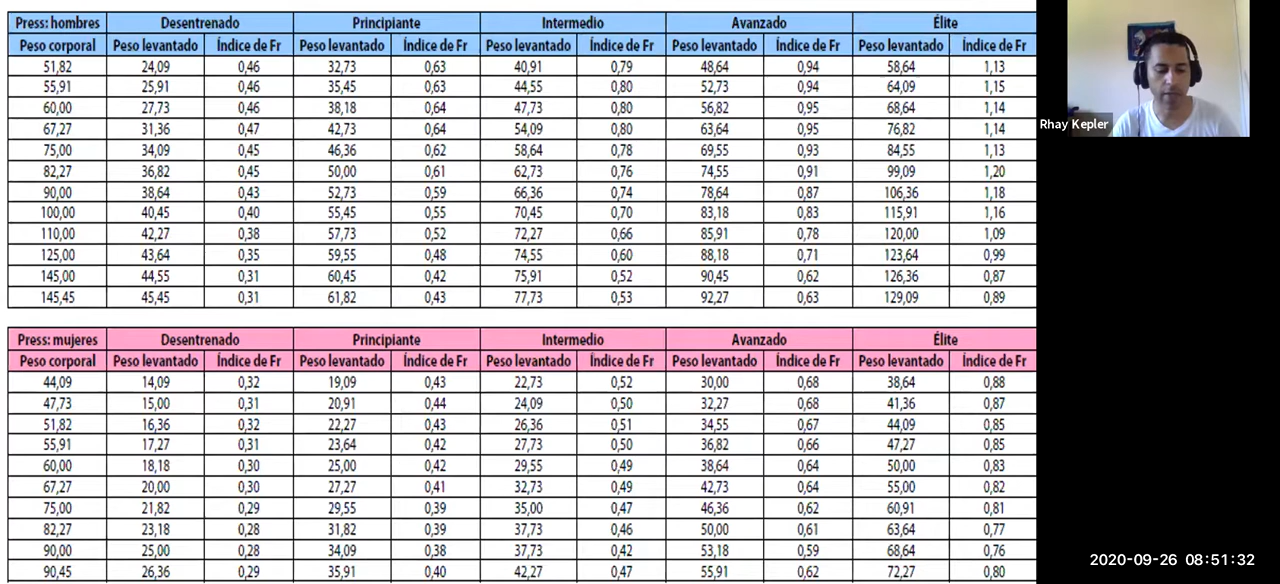 Press: hombres Desentrenado Principiante Intermedio Avanzado Élite
Peso corporal Peso levantado Índice de Fr Peso levantado Índice de Fr Peso levantado Índice de Fr Peso levantado Índice de Fr Peso levantado Índice de Fr
51,82 24,09 0,46 32,73 0,63 40,91 0,79 48,64 0,94 58,64 1,13
55,91 25,91 0,46 35,45 0,63 44,55 0,80 52,73 0,94 64,09 1,15
60,00 27,73 0,46 38,18 0,64 47,73 0,80 56,82 0,95 68,64 1,14
67,27 31,36 0,47 42,73 0,64 54,09 0,80 63,64 0,95 76,82 1,14
75,00 34,09 0,45 46,36 0,62 58,64 0,78 69,55 0,93 84,55 1,13
82,27 36,82 0,45 50,00 0,61 62,73 0,76 74,55 0,91 99,09 1,20
90,00 38,64 0,43 52,73 0,59 66,36 0,74 78,64 0,87 106,36 1,18
100,00 40,45 0,40 55,45 0,55 70,45 0,70 83,18 0,83 115,91 1,16
110,00 42,27 0,38 57,73 0,52 72,27 0,66 85,91 0,78 120,00 1,09
125,00 43,64 0,35 59,55 0,48 74,55 0,60 88,18 0,71 123,64 0,99
145,00 44,55 0,31 60,45 0,42 75,91 0,52 90,45 0,62 126,36 0,87
145,45 45,45 0,31 61,82 0,43 77,73 0,53 92,27 0,63 129,09 0,89
Press: mujeres Desentrenado Principiante Intermedio Avanzado Élite
Peso corporal Peso levantado Índice de Fr Peso levantado Índice de Fr Peso levantado Índice de Fr Peso levantado Índice de Fr Peso levantado Índice de Fr
44,09 14,09 0,32 19,09 0,43 22,73 0,52 30,00 0,68 38,64 0,88
47,73 15,00 0,31 20,91 0,44 24,09 0,50 32,27 0,68 41,36 0,87
51,82 16,36 0,32 22,27 0,43 26,36 0,51 34,55 0,67 44,09 0,85
55,91 17,27 0,31 23,64 0,42 27,73 0,50 36,82 0,66 47,27 0,85
60,00 18,18 0,30 25,00 0,42 29,55 0,49 38,64 0,64 50,00 0,83
67,27 20,00 0,30 27,27 0,41 32,73 0,49 42,73 0,64 55,00 0,82
75,00 21,82 0,29 29,55 0,39 35,00 0,47 46,36 0,62 60,91 0,81
82,27 23,18 0,28 31,82 0,39 37,73 0,46 50,00 0,61 63,64 0,77
90,00 25,00 0,28 34,09 0,38 37,73 0,42 53,18 0,59 68,64 0,76
90,45 26,36 0,29 35,91 0,40 42,27 0,47 55,91 0,62 72,27 0,80
Rhay Kepler
2020-09-26 08:51:32